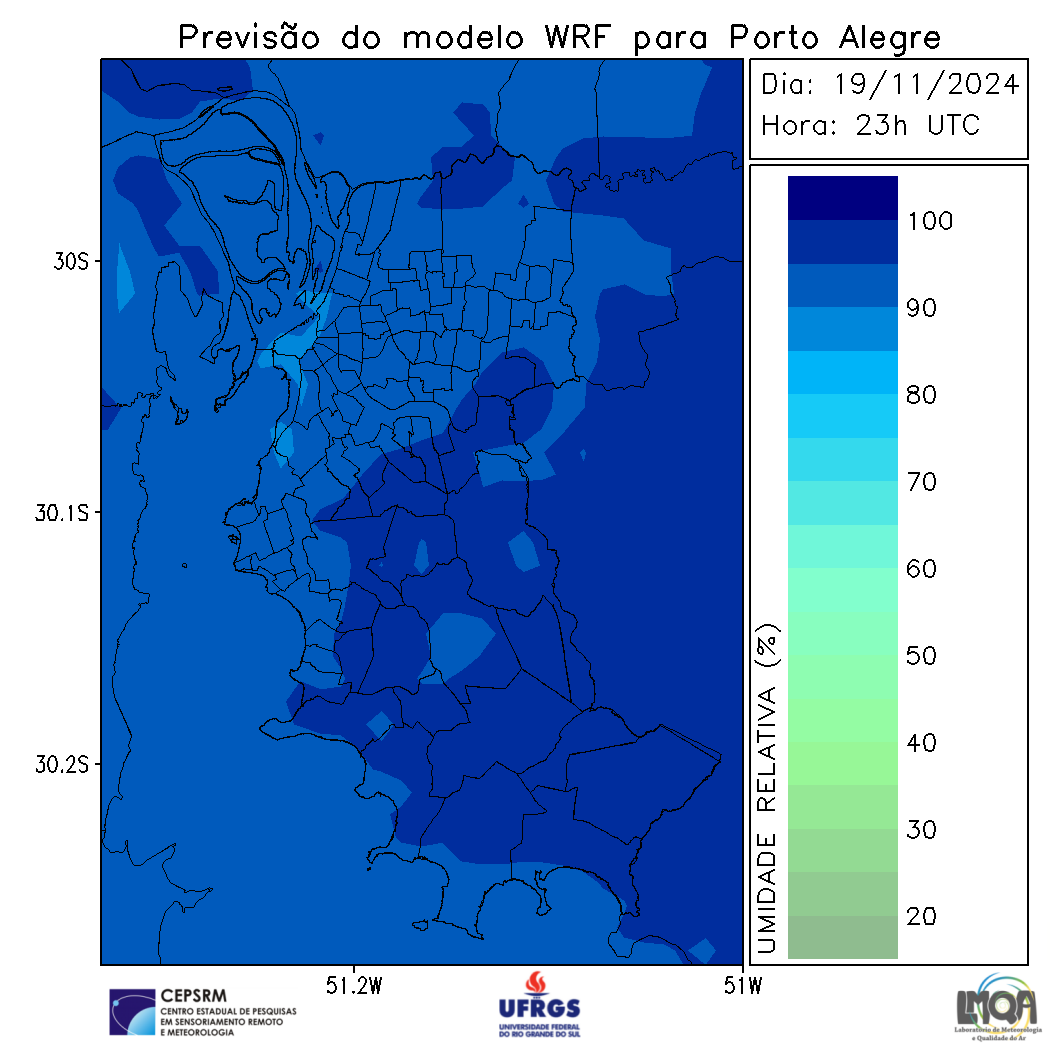 Previsão do modelo WRF para Porto Alegre
Dia: 19/11/2024
Hora: 23h UTC
30S
30.1S
30.2S
51.2W
51W
100
90
80
70
60
50
40
30
20
UMIDADE RELATIVA (%)
CEPSRM
CENTRO ESTADUAL DE PESQUISAS
EM SENSORIAMENTO REMOTO
E METEOROLOGIA
UFRGS
UNIVERSIDADE FEDERAL
DO RIO GRANDE DO SUL
LMQA
Laboratório de Meteorologia
e Qualidade do Ar